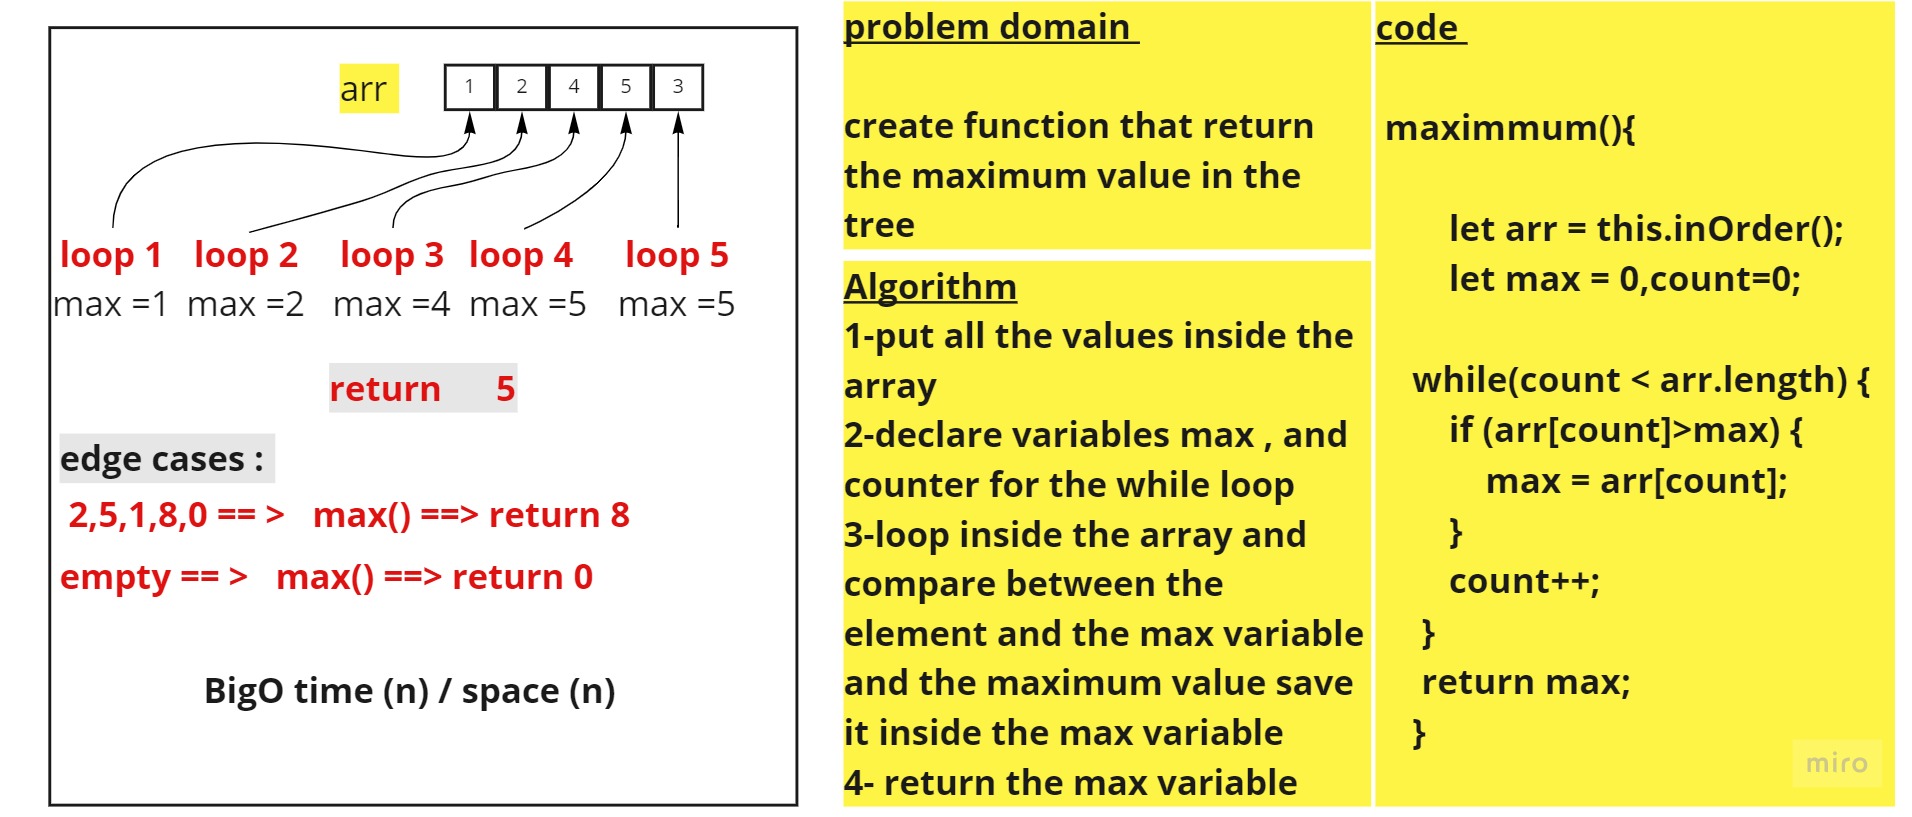 arr
1 2 4 5 3
loop 1 loop 2 loop 3 loop 4 loop 5
max =1 max =2 max =4 max =5 max =5
return 5
edge cases :
2,5,1,8,0 == > max() ==> return 8
empty == > max() ==> return 0
BigO time (n) / space (n)
problem domain
create function that return
the maximum value in the
tree
Algorithm
1-put all the values inside the
array
2-declare variables max , and
counter for the while loop
3-loop inside the array and
compare between the
element and the max variable
and the maximum value save
it inside the max variable
4- return the max variable
code
maximmum(){
let arr = this.inOrder();
let max = 0,count=0;
while(count < arr.length) {
if (arr[count]>max) {
max = arr[count];
}
count++;
}
return max;
}
miro